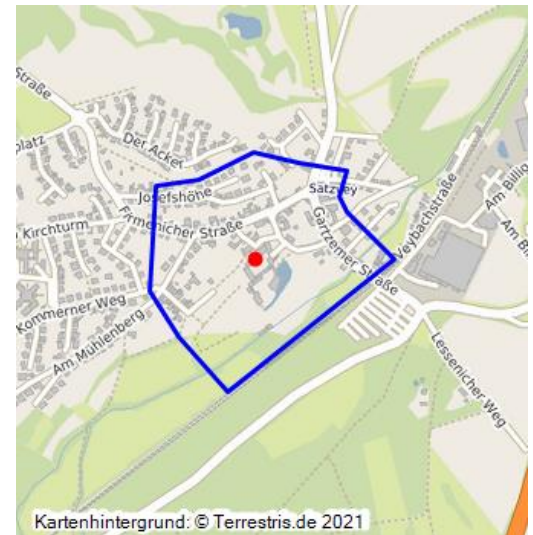 Straße
platz
Der Acker
Josefshöhe
Satzvey
Am Billig
Veybachstraße
Firmenicher Straße
Kirchturm
Gartzemer Straße
Kommerner Weg
Am Mühlenberg
Lessenicher Weg
Kartenhintergrund: © Terrestris.de 2021